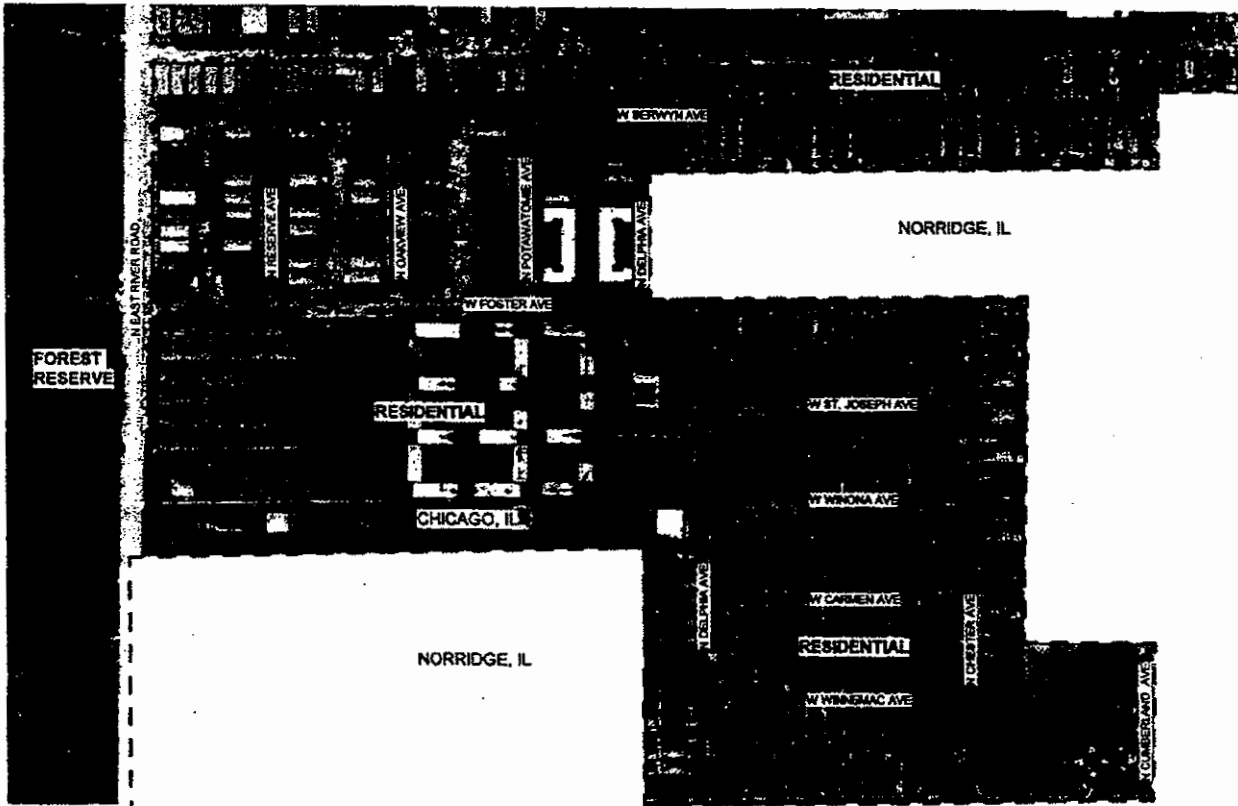 RESIDENTIAL
W BERWYN AVE
N EAST RIVER ROAD
N RESERVE AVE
N OAKVIEW AVE
N POTAWATOMIE AVE
N DELPHIA AVE
NORRIDGE, IL
W FOSTER AVE
FOREST
RESERVE
RESIDENTIAL
W ST. JOSEPH AVE
W WINONA AVE
CHICAGO, IL
N DELPHIA AVE
W CARMEN AVE
N CHESTER AVE
RESIDENTIAL
NORRIDGE, IL
W WINNEMAC AVE
N CUMBERLAND AVE